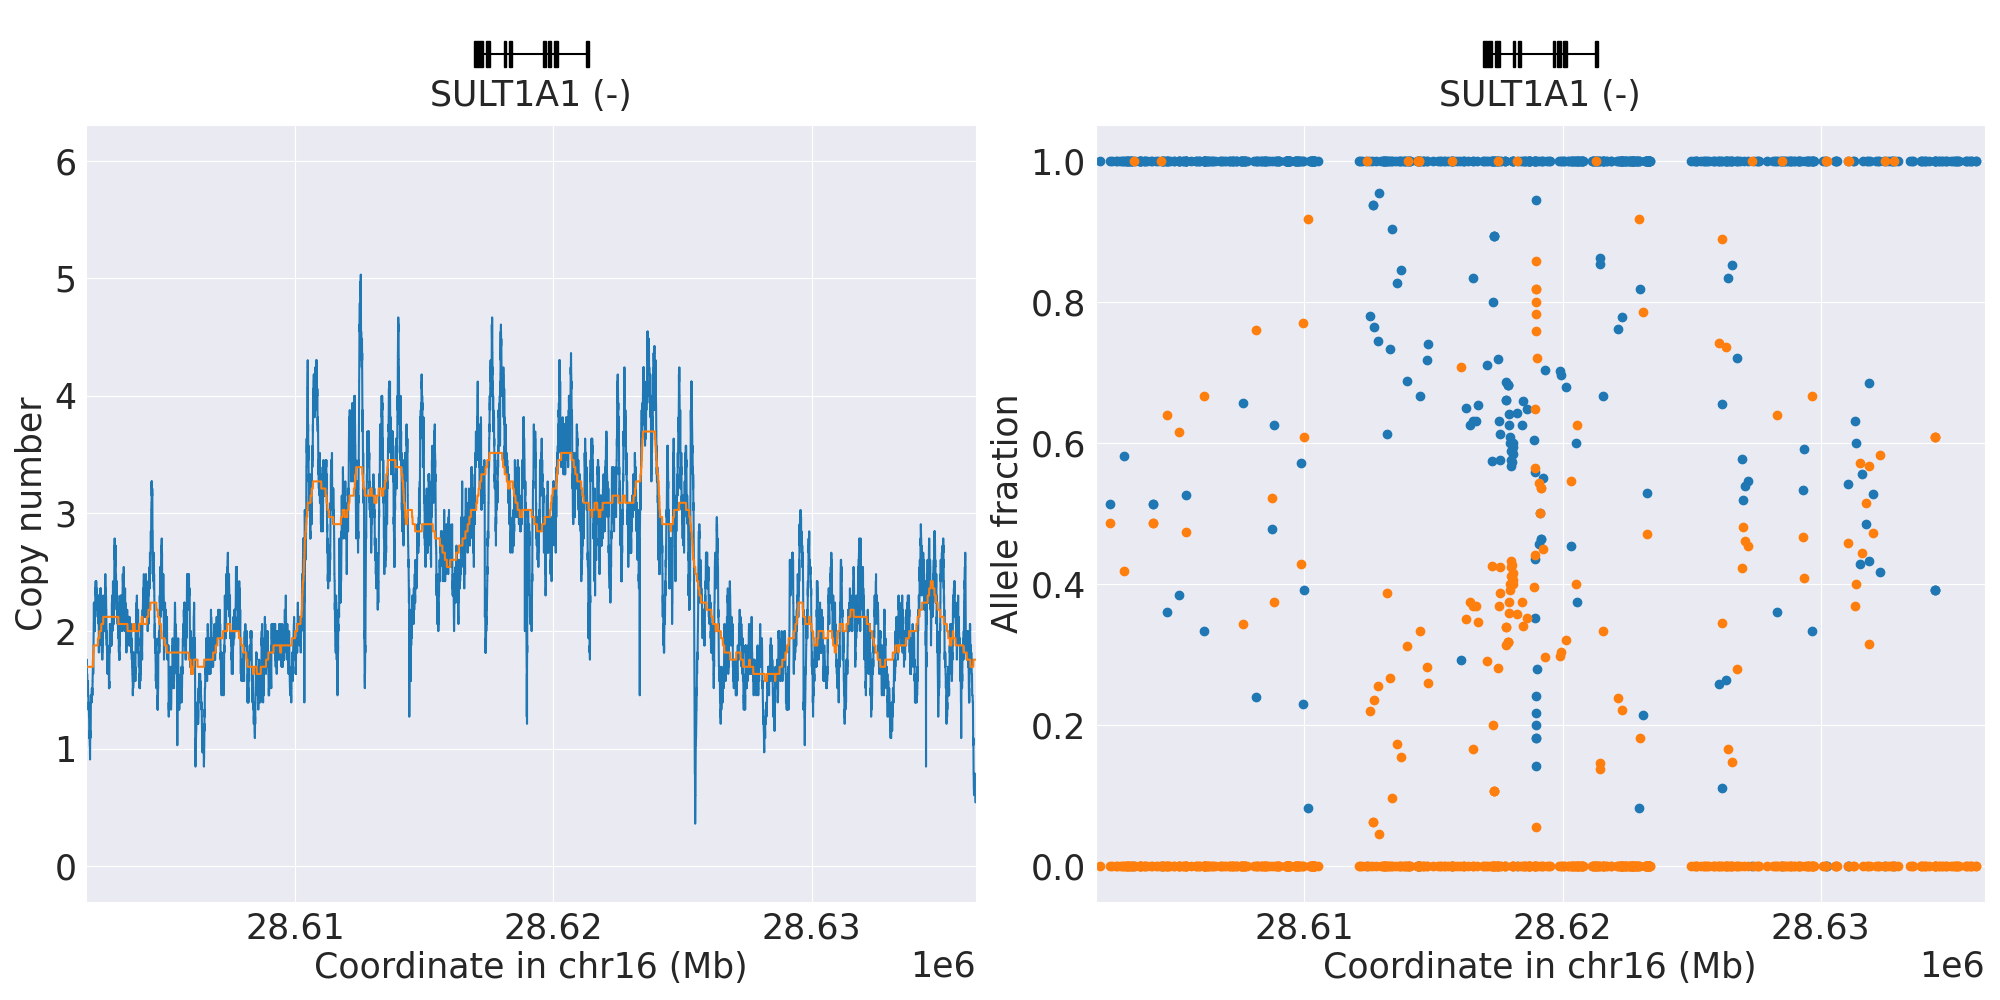 SULT1A1 (-)
Copy number
6
5
4
3
2
1
0
28.61
28.62
28.63
Coordinate in chr16 (Mb)
1e6
SULT1A1 (-)
Allele fraction
1.0
0.8
0.6
0.4
0.2
0.0
28.61
28.62
28.63
Coordinate in chr16 (Mb)
1e6